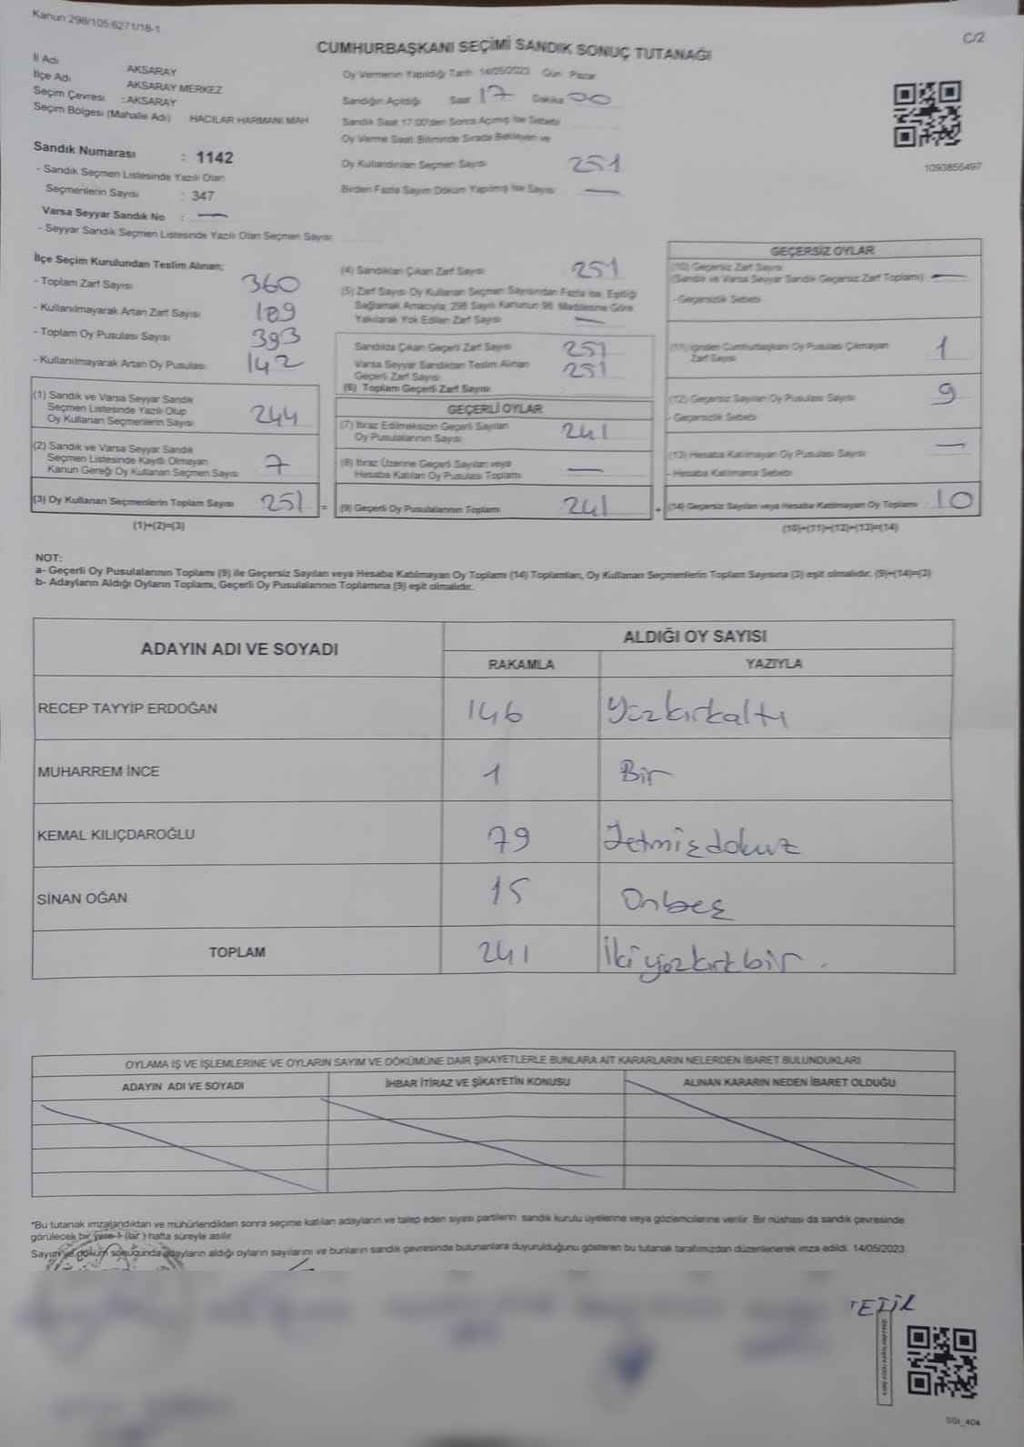 Kanun 298/105 6271/18-1
C/2
CUMHURBAŞKANI SEÇİMİ SANDIK SONUÇ TUTANAĞI
İl Adı AKSARAY
İlçe Adı AKSARAY MERKEZ
Seçim Çevresi :AKSARAY
Seçim Bölgesi (Mahalle Adı) HACILAR HARMANI MAH
Sandık Numarası : 1142
- Sandık Seçmen Listesinde Yazılı Olan
Seçmenlerin Sayısı : 347
Varsa Seyyar Sandık No : —
- Seyyar Sandık Seçmen Listesinde Yazılı Olan Seçmen Sayısı
Oy Vermenin Yapıldığı Tarih 14/05/2023 Gün Pazar
Sandığın Açıldığı Saat 17 Dakika 00
Sandık Saat 17:00'den Sonra Açılmış İse Sebebi
Oy Verme Saati Bitiminde Sırada Bekleyen ve
Oy Kullandırılan Seçmen Sayısı 251
Birden Fazla Sayım Döküm Yapılmış İse Sayısı —
1093855497
İlçe Seçim Kurulundan Teslim Alınan;
- Toplam Zarf Sayısı 360
- Kullanılmayarak Artan Zarf Sayısı 109
- Toplam Oy Pusulası Sayısı 393
- Kullanılmayarak Artan Oy Pusulası 142
(1) Sandık ve Varsa Seyyar Sandık
Seçmen Listesinde Yazılı Olup
Oy Kullanan Seçmenlerin Sayısı 244
(2) Sandık ve Varsa Seyyar Sandık
Seçmen Listesinde Kayıtlı Olmayan
Kanun Gereği Oy Kullanan Seçmen Sayısı 7
(3) Oy Kullanan Seçmenlerin Toplam Sayısı 251 =
(1)+(2)=(3)
(4) Sandıktan Çıkan Zarf Sayısı 251
(5) Zarf Sayısı Oy Kullanan Seçmen Sayısından Fazla ise, Eşitliği
Sağlamak Amacıyla, 298 Sayılı Kanunun 98. Maddesine Göre
Yakılarak Yok Edilen Zarf Sayısı —
Sandıkta Çıkan Geçerli Zarf Sayısı 251
Varsa Seyyar Sandıktan Teslim Alınan
Geçerli Zarf Sayısı 251
(6) Toplam Geçerli Zarf Sayısı
GEÇERLİ OYLAR
(7) İtiraz Edilmeksizin Geçerli Sayılan
Oy Pusulalarının Sayısı 241
(8) İtiraz Üzerine Geçerli Sayılan veya
Hesaba Katılan Oy Pusulası Toplamı —
(9) Geçerli Oy Pusulalarının Toplamı 241 +
GEÇERSİZ OYLAR
(10) Geçersiz Zarf Sayısı
(Sandık ve Varsa Seyyar Sandık Geçersiz Zarf Toplamı) —
- Geçersizlik Sebebi
(11) İçinden Cumhurbaşkanı Oy Pusulası Çıkmayan
Zarf Sayısı 1
(12) Geçersiz Sayılan Oy Pusulası Sayısı 9
- Geçersizlik Sebebi
(13) Hesaba Katılmayan Oy Pusulası Sayısı —
- Hesaba Katılmama Sebebi
(14) Geçersiz Sayılan veya Hesaba Katılmayan Oy Toplamı 10
(10)+(11)+(12)+(13)=(14)
NOT:
a- Geçerli Oy Pusulalarının Toplamı (9) ile Geçersiz Sayılan veya Hesaba Katılmayan Oy Toplamı (14) Toplamları, Oy Kullanan Seçmenlerin Toplam Sayısına (3) eşit olmalıdır. (9)+(14)=(3)
b- Adayların Aldığı Oyların Toplamı, Geçerli Oy Pusulalarının Toplamına (9) eşit olmalıdır.
ADAYIN ADI VE SOYADI ALDIĞI OY SAYISI
RAKAMLA YAZIYLA
RECEP TAYYİP ERDOĞAN 146 Yüzkırkaltı
MUHARREM İNCE 1 Bir
KEMAL KILIÇDAROĞLU 79 Yetmişdokuz
SİNAN OĞAN 15 Onbeş
TOPLAM 241 İkiyüzkırkbir.
OYLAMA İŞ VE İŞLEMLERİNE VE OYLARIN SAYIM VE DÖKÜMÜNE DAİR ŞİKAYETLERLE BUNLARA AİT KARARLARIN NELERDEN İBARET BULUNDUKLARI
ADAYIN ADI VE SOYADI İHBAR İTİRAZ VE ŞİKAYETİN KONUSU ALINAN KARARIN NEDEN İBARET OLDUĞU
*Bu tutanak imzalandıktan ve mühürlendikten sonra seçime katılan adayların ve talep eden siyasi partilerin sandık kurulu üyelerine veya gözlemcilerine verilir. Bir nüshası da sandık çevresinde
görülecek bir yere 1 (bir) hafta süreyle asılır.
Sayım ve döküm sonucunda adayların aldığı oyların sayılarını ve bunların sandık çevresinde bulunanlara duyurulduğunu gösteren bu tutanak tarafımızdan düzenlenerek imza edildi. 14/05/2023